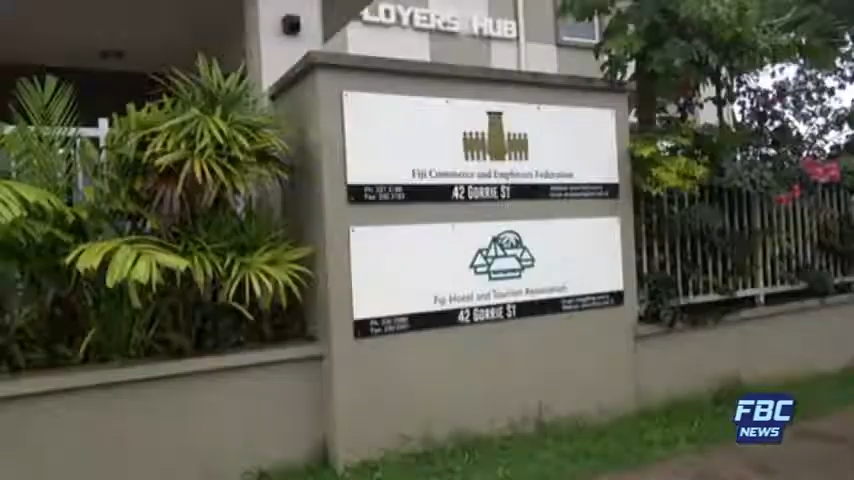 LOYERS HUB
Fiji Commerce and Employers Federation
42 GORRIE ST
Fiji Hotel and Tourism Association
42 GORRIE ST
FBC
NEWS